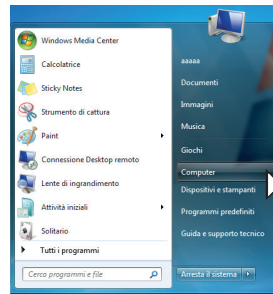 Windows Media Center
Calcolatrice
Sticky Notes
Strumento di cattura
Paint
Connessione Desktop remoto
Lente di ingrandimento
Attività iniziali
Solitario
Tutti i programmi
Cerca programmi e file
aaaaa
Documenti
Immagini
Musica
Giochi
Computer
Dispositivi e stampanti
Programmi predefiniti
Guida e supporto tecnico
Arresta il sistema